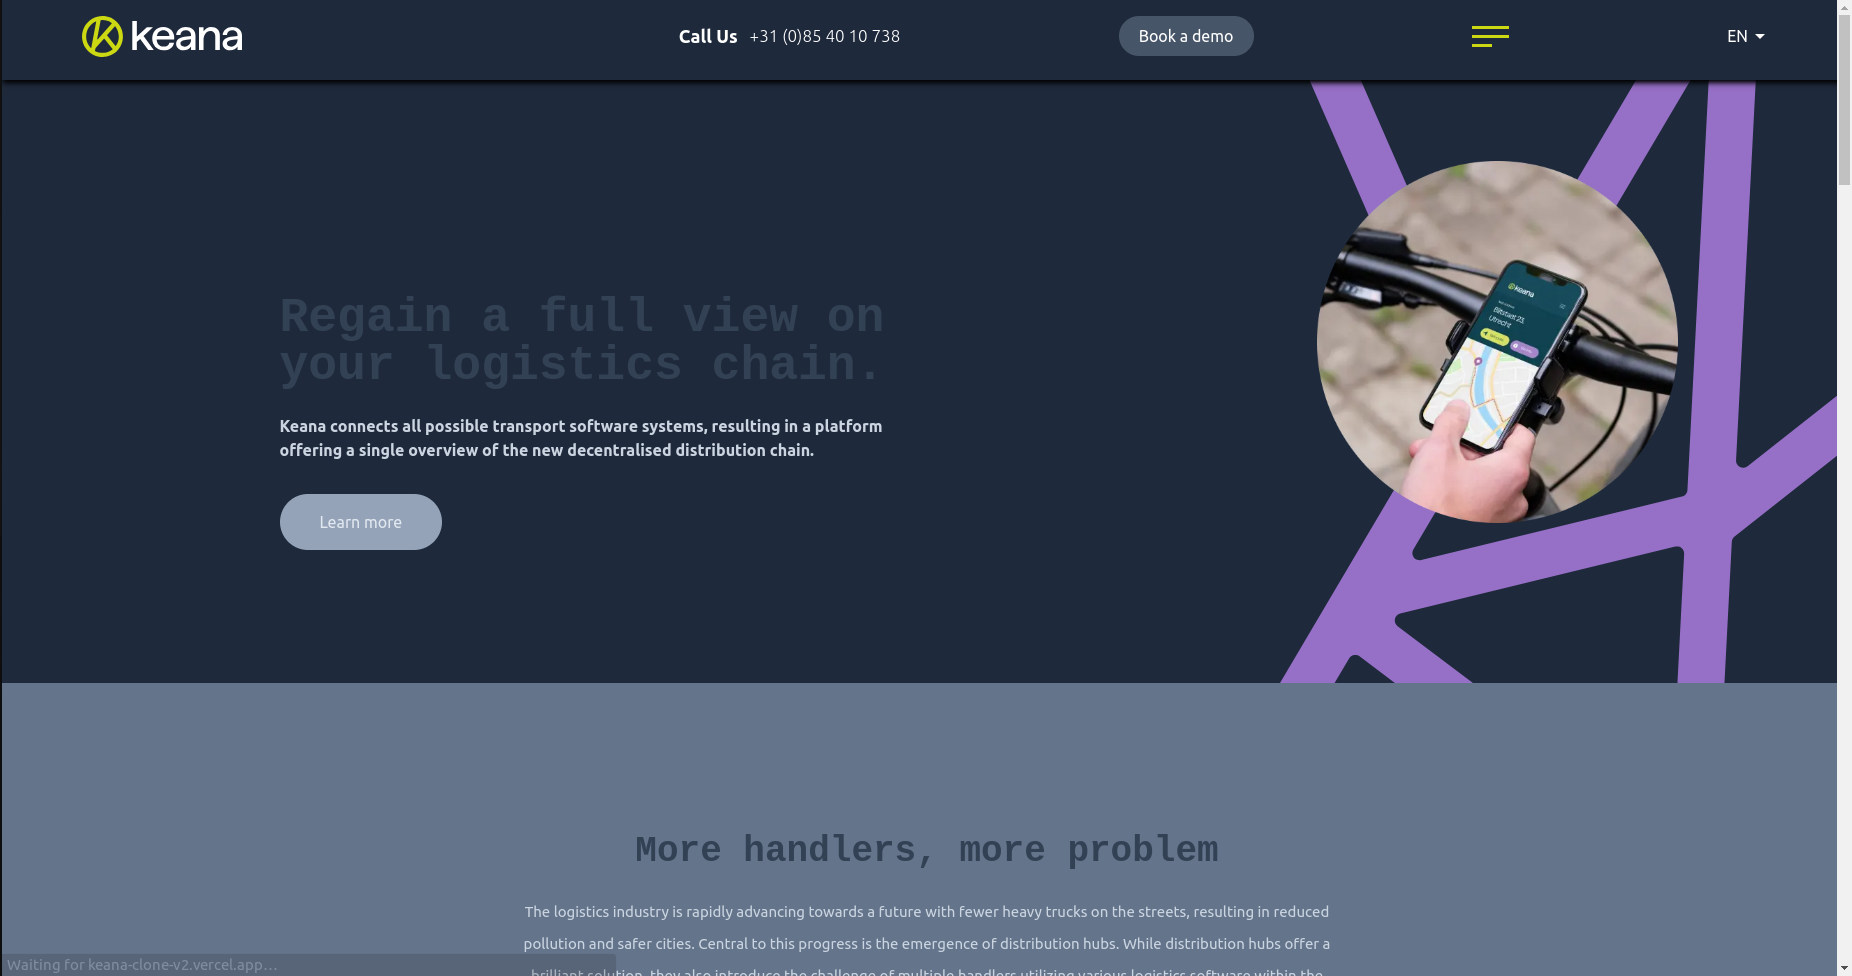 keana
Call Us +31 (0)85 40 10 738
Book a demo
EN
keana
Biltstaat 23,
Utrecht
Regain a full view on
your logistics chain.
Keana connects all possible transport software systems, resulting in a platform
offering a single overview of the new decentralised distribution chain.
Learn more
More handlers, more problem
The logistics industry is rapidly advancing towards a future with fewer heavy trucks on the streets, resulting in reduced
pollution and safer cities. Central to this progress is the emergence of distribution hubs. While distribution hubs offer a
brilliant solution, they also introduce the challenge of multiple handlers utilizing various logistics software within the
Waiting for keana-clone-v2.vercel.app...